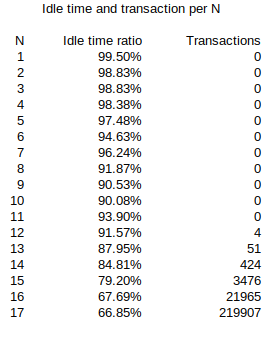 Idle time and transaction per N
N Idle time ratio Transactions
1 99.50% 0
2 98.83% 0
3 98.83% 0
4 98.38% 0
5 97.48% 0
6 94.63% 0
7 96.24% 0
8 91.87% 0
9 90.53% 0
10 90.08% 0
11 93.90% 0
12 91.57% 4
13 87.95% 51
14 84.81% 424
15 79.20% 3476
16 67.69% 21965
17 66.85% 219907